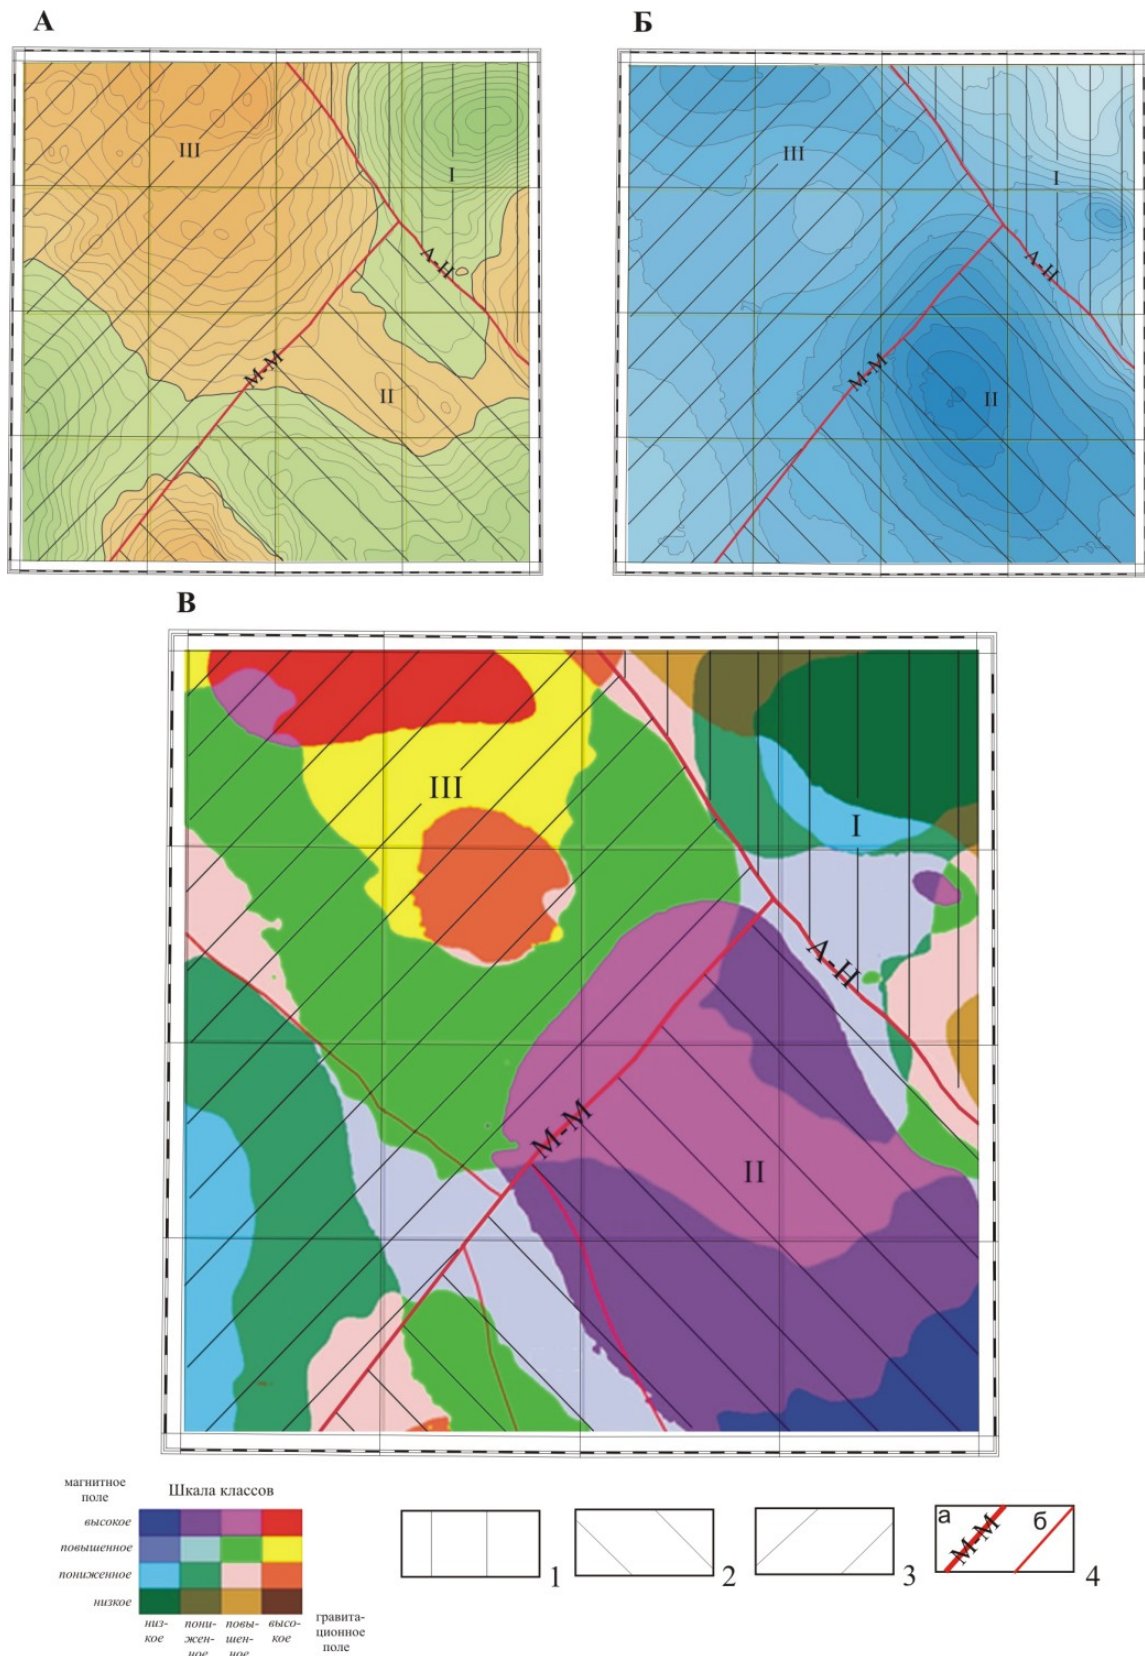 А
Б
III
I
А-Н
М-М
II
III
I
А-Н
М-М
II
В
III
I
А-Н
М-М
II
магнитное
поле
Шкала классов
высокое
повышенное
пониженное
низкое
низ-
кое
пони-
жен-
ное
повы-
шен-
ное
высо-
кое
гравита-
ционное
поле
1
2
3
а
М-М
б
4